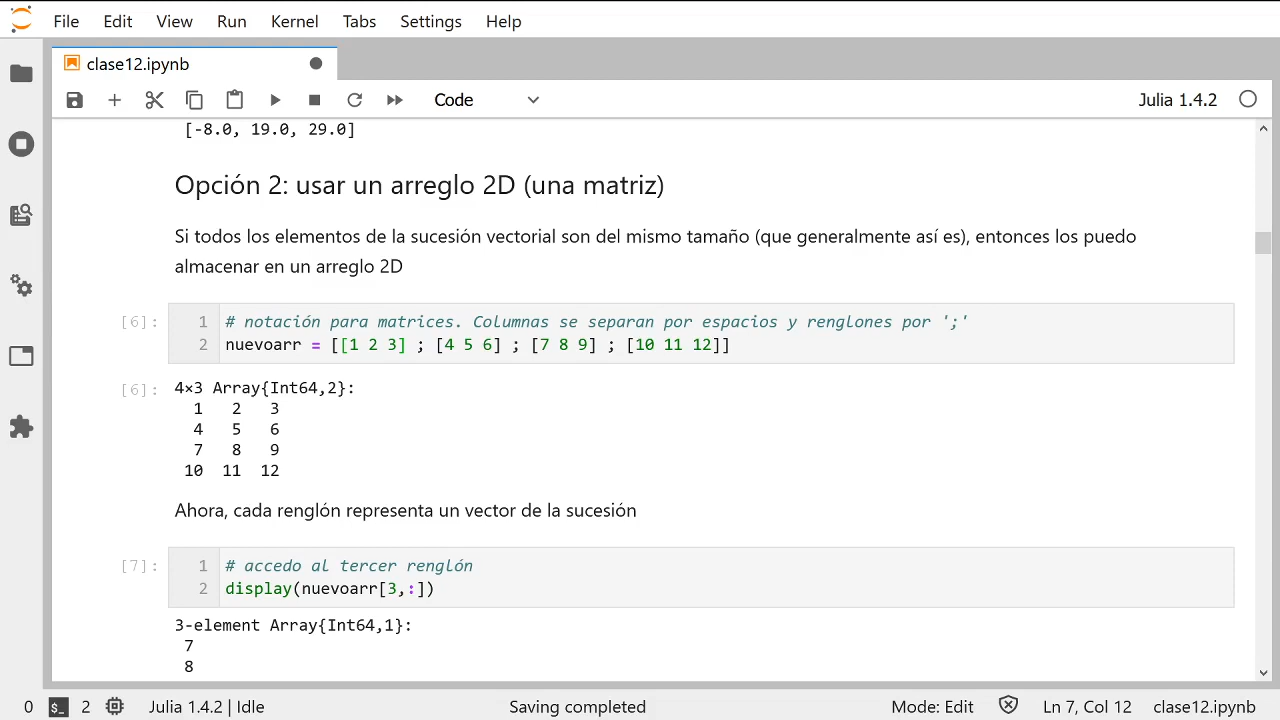 File Edit View Run Kernel Tabs Settings Help
clase12.ipynb
Code
Julia 1.4.2
[-8.0, 19.0, 29.0]
Opción 2: usar un arreglo 2D (una matriz)
Si todos los elementos de la sucesión vectorial son del mismo tamaño (que generalmente así es), entonces los puedo
almacenar en un arreglo 2D
[6]: 1 # notación para matrices. Columnas se separan por espacios y renglones por ';'
2 nuevoarr = [[1 2 3] ; [4 5 6] ; [7 8 9] ; [10 11 12]]
[6]: 4×3 Array{Int64,2}:
1 2 3
4 5 6
7 8 9
10 11 12
Ahora, cada renglón representa un vector de la sucesión
[7]: 1 # accedo al tercer renglón
2 display(nuevoarr[3,:])
3-element Array{Int64,1}:
7
8
0 $_ 2 Julia 1.4.2 | Idle Saving completed Mode: Edit Ln 7, Col 12 clase12.ipynb